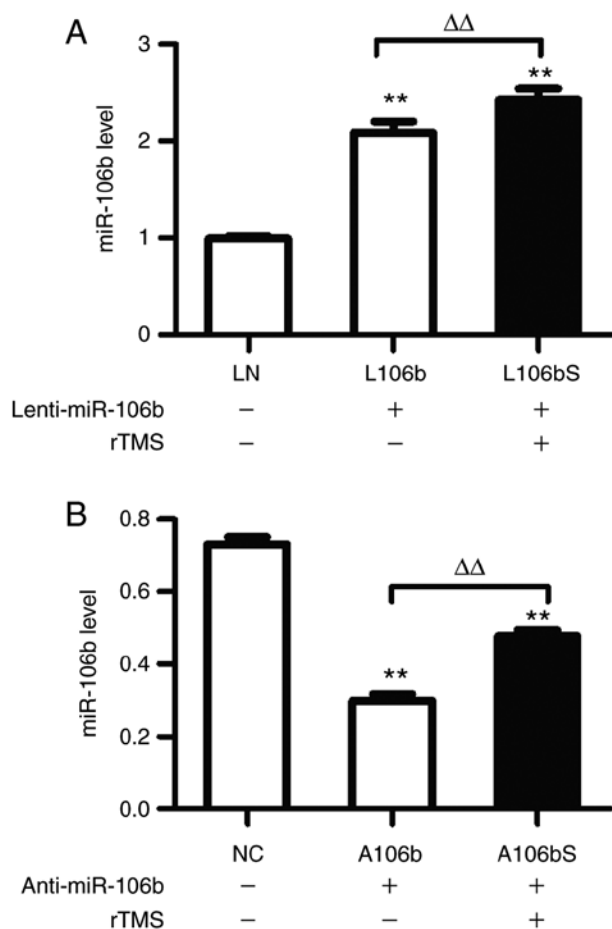 A
ΔΔ
3
**
**
2
miR-106b level
1
0
LN L106b L106bS
Lenti-miR-106b – + +
rTMS – – +
B
0.8
ΔΔ
0.6
**
**
0.4
miR-106b level
0.2
0.0
NC A106b A106bS
Anti-miR-106b – + +
rTMS – – +